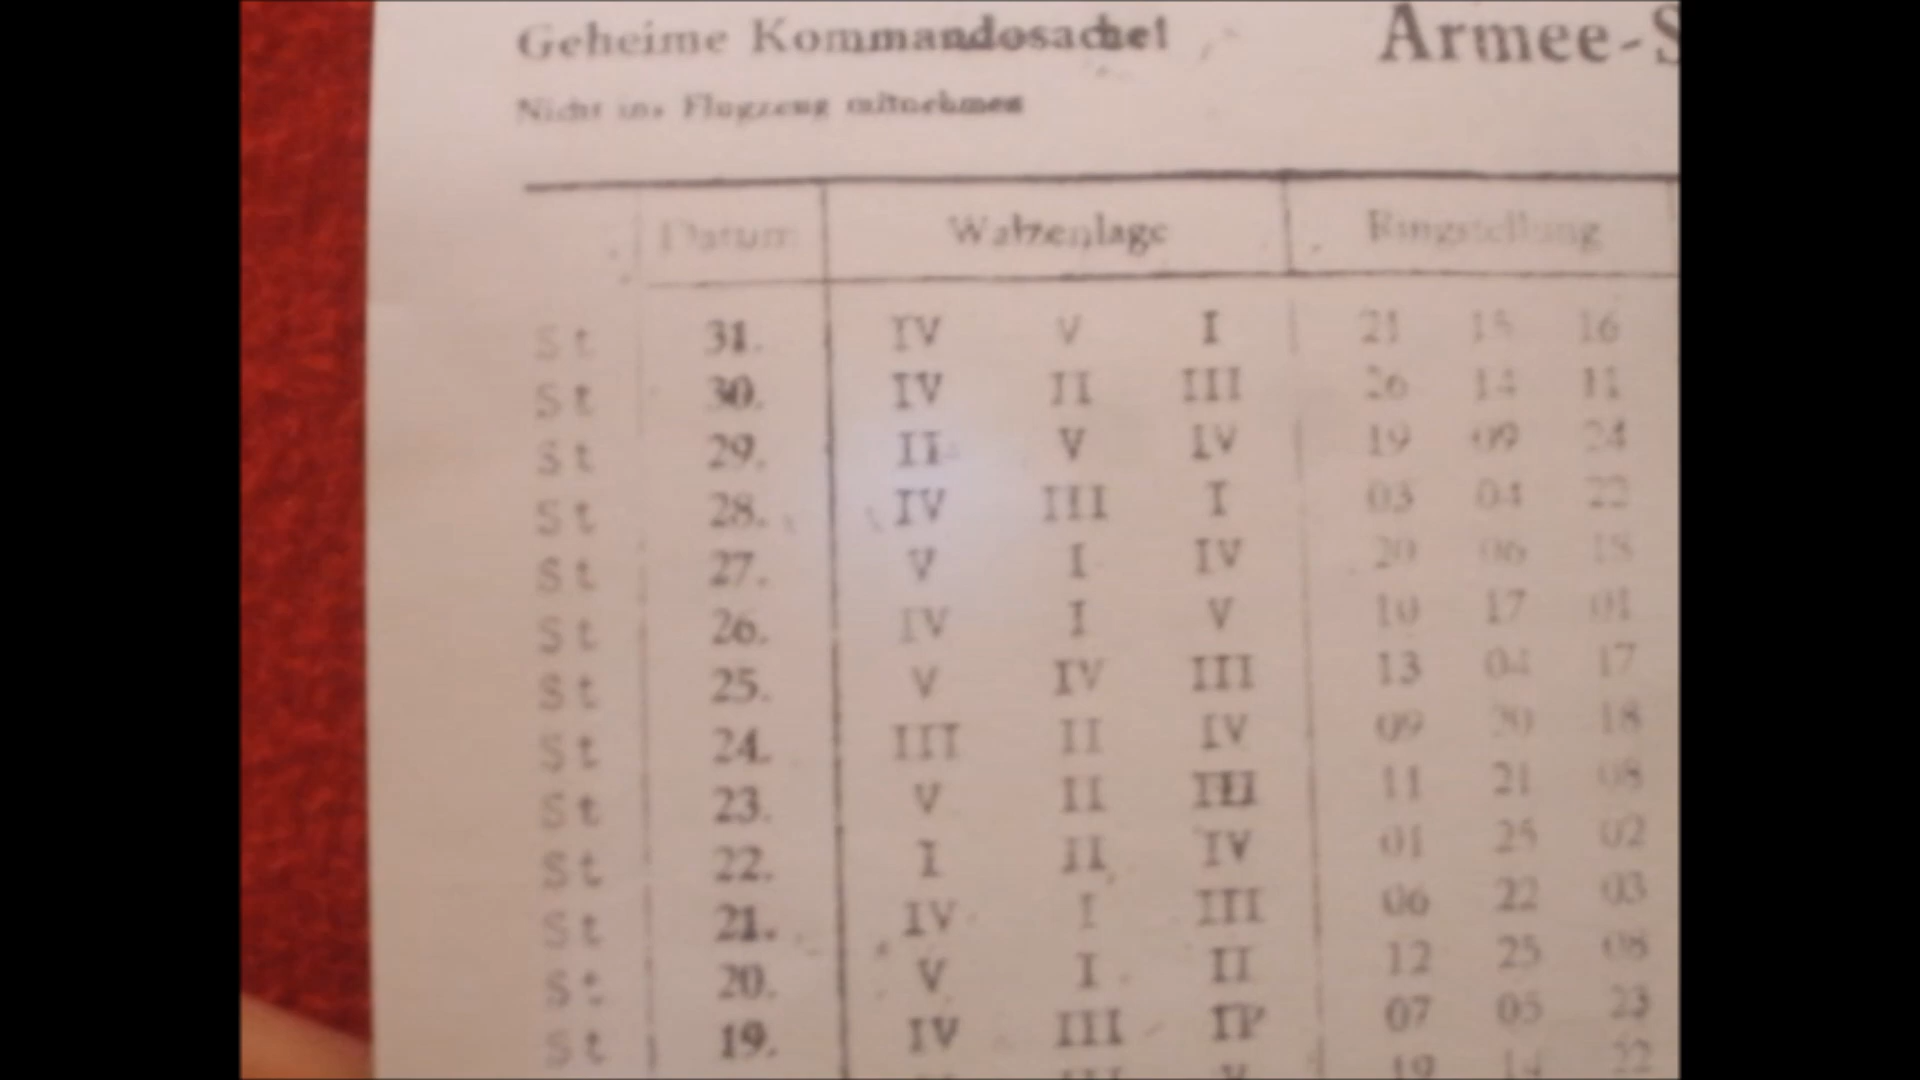 Geheime Kommandosache! Armee-S
Nicht ins Flugzeug mitnehmen
Datum Walzenlage Ringstellung
St 31. IV V I 21 15 16
St 30. IV II III 26 14 11
St 29. II V IV 19 09 24
St 28. IV III I 03 04 22
St 27. V I IV 20 06 18
St 26. IV I V 10 17 01
St 25. V IV III 13 04 17
St 24. III II IV 09 20 18
St 23. V II III 11 21 08
St 22. I II IV 01 25 02
St 21. IV I III 06 22 03
St 20. V I II 12 25 08
St 19. IV III 07 05 23
III V 19 14 22